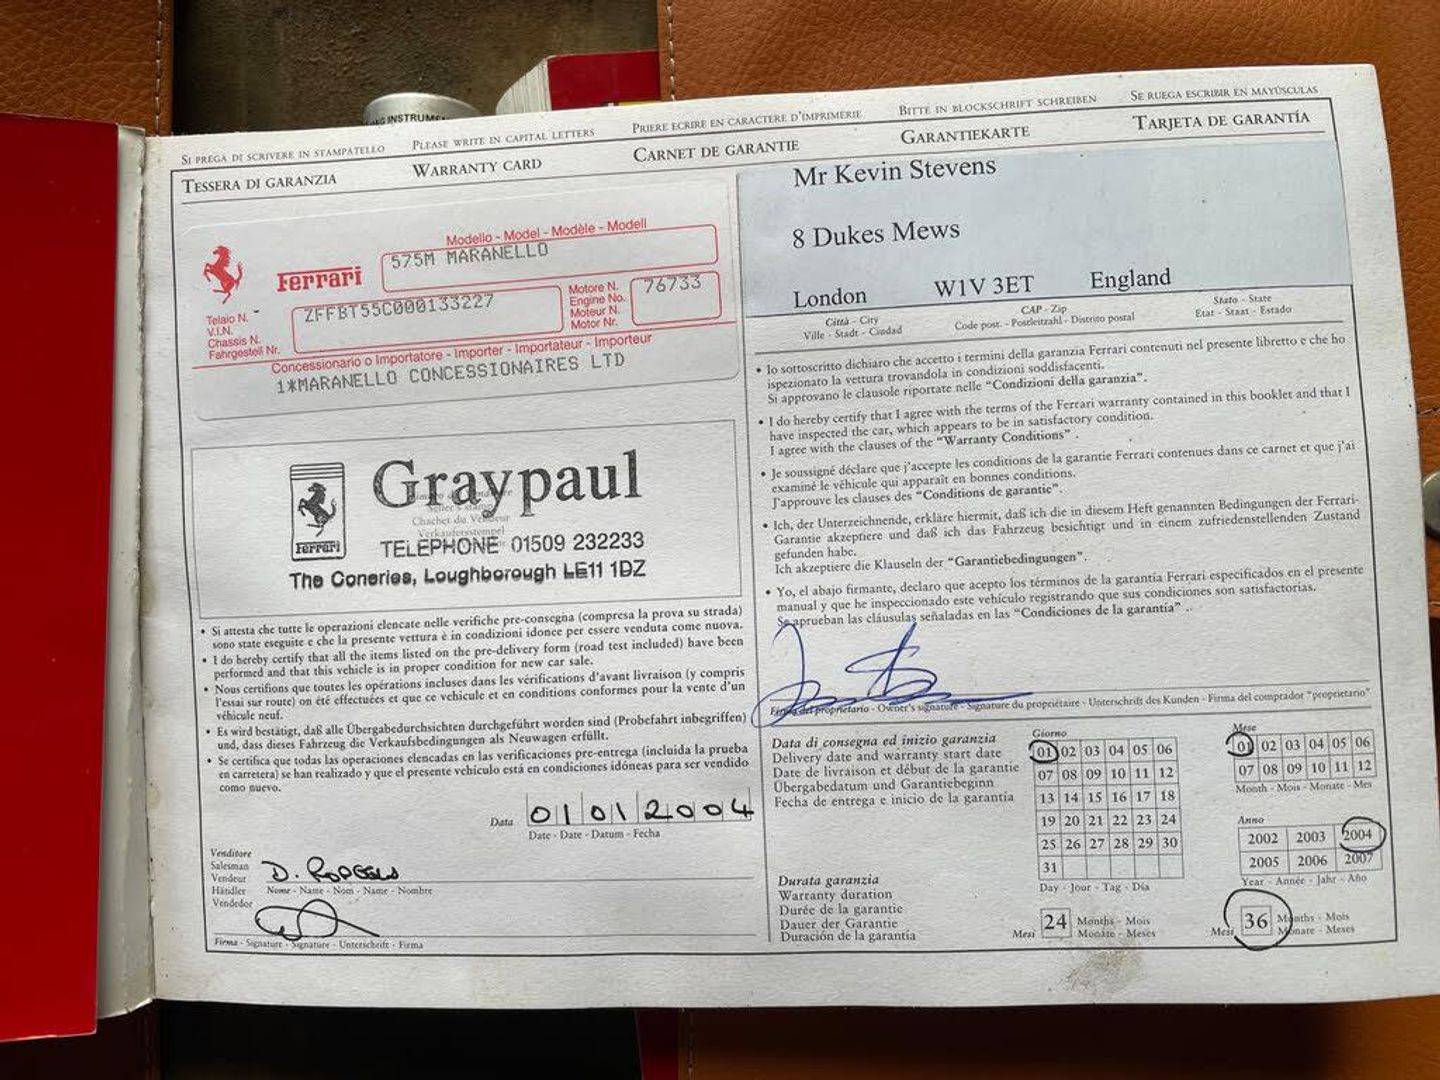 INSTRUMEN
SI PREGA DI SCRIVERE IN STAMPATELLO PLEASE WRITE IN CAPITAL LETTERS PRIERE ECRIRE EN CARACTERE D'IMPRIMERIE BITTE IN BLOCKSCHRIFT SCHREIBEN SE RUEGA ESCRIBIR EN MAYÚSCULAS
TESSERA DI GARANZIA WARRANTY CARD CARNET DE GARANTIE GARANTIEKARTE TARJETA DE GARANTÍA
Modello - Model - Modèle - Modell
Ferrari
575M MARANELLO
Telaio N.
V.I.N.
Chassis N.
Fahrgestell Nr.
ZFFBT55C000133227
Motore N.
Engine No.
Moteur N.
Motor Nr.
76733
Concessionario o Importatore - Importer - Importateur - Importeur
1*MARANELLO CONCESSIONAIRES LTD
Graypaul
Chachet du Vendeur
Ferrari
TELEPHONE 01509 232233
The Coneries, Loughborough LE11 1DZ
• Si attesta che tutte le operazioni elencate nelle verifiche pre-consegna (compresa la prova su strada)
sono state eseguite e che la presente vettura è in condizioni idonee per essere venduta come nuova.
• I do hereby certify that all the items listed on the pre-delivery form (road test included) have been
performed and that this vehicle is in proper condition for new car sale.
• Nous certifions que toutes les opérations incluses dans les vérifications d'avant livraison (y compris
l'essai sur route) on été effectuées et que ce vehicule et en conditions conformes pour la vente d'un
véhicule neuf.
• Es wird bestätigt, daß alle Übergabedurchsichten durchgeführt worden sind (Probefahrt inbegriffen)
und, dass dieses Fahrzeug die Verkaufsbedingungen als Neuwagen erfüllt.
• Se certifica que todas las operaciones elencadas en las verificaciones pre-entrega (incluida la prueba
en carretera) se han realizado y que el presente vehículo está en condiciones idóneas para ser vendido
como nuevo.
Data 01012004
Date - Date - Datum - Fecha
Venditore
Salesman
Vendeur
Händler
Vendedor
D.
Nome - Name - Nom - Name - Nombre
Firma - Signature - Signature - Unterschrift - Firma
Mr Kevin Stevens
8 Dukes Mews
London W1V 3ET England
Città - City
Ville - Stadt - Ciudad
CAP - Zip
Code post. - Postleitzahl - Distrito postal
Stato - State
Etat - Staat - Estado
• Io sottoscritto dichiaro che accetto i termini della garanzia Ferrari contenuti nel presente libretto e che ho
ispezionato la vettura trovandola in condizioni soddisfacenti.
Si approvano le clausole riportate nelle "Condizioni della garanzia".
• I do hereby certify that I agree with the terms of the Ferrari warranty contained in this booklet and that I
have inspected the car, which appears to be in satisfactory condition.
I agree with the clauses of the "Warranty Conditions" .
• Je soussigné déclare que j'accepte les conditions de la garantie Ferrari contenues dans ce carnet et que j'ai
examiné le véhicule qui apparaît en bonnes conditions.
J'approuve les clauses des "Conditions de garantie".
• Ich, der Unterzeichnende, erkläre hiermit, daß ich die in diesem Heft genannten Bedingungen der Ferrari-
Garantie akzeptiere und daß ich das Fahrzeug besichtigt und in einem zufriedenstellenden Zustand
gefunden habe.
Ich akzeptiere die Klauseln der "Garantiebedingungen".
• Yo, el abajo firmante, declaro que acepto los términos de la garantía Ferrari especificados en el presente
manual y que he inspeccionado este vehículo registrando que sus condiciones son satisfactorias.
Se aprueban las cláusulas señaladas en las "Condiciones de la garantía" .
Firma del proprietario - Owner's signature - Signature du propriétaire - Unterschrift des Kunden - Firma del comprador "proprietario"
Data di consegna ed inizio garanzia
Delivery date and warranty start date
Date de livraison et début de la garantie
Übergabedatum und Garantiebeginn
Fecha de entrega e inicio de la garantía
Giorno
01 02 03 04 05 06
07 08 09 10 11 12
13 14 15 16 17 18
19 20 21 22 23 24
25 26 27 28 29 30
31
Day - Jour - Tag - Día
Mese
01 02 03 04 05 06
07 08 09 10 11 12
Month - Mois - Monate - Mes
Anno
2002 2003 2004
2005 2006 2007
Year - Année - Jahr - Año
Durata garanzia
Warranty duration
Durée de la garantie
Dauer der Garantie
Duración de la garantía
Mesi 24 Months - Mois
Monate - Meses
Mesi 36 Months - Mois
Monate - Meses